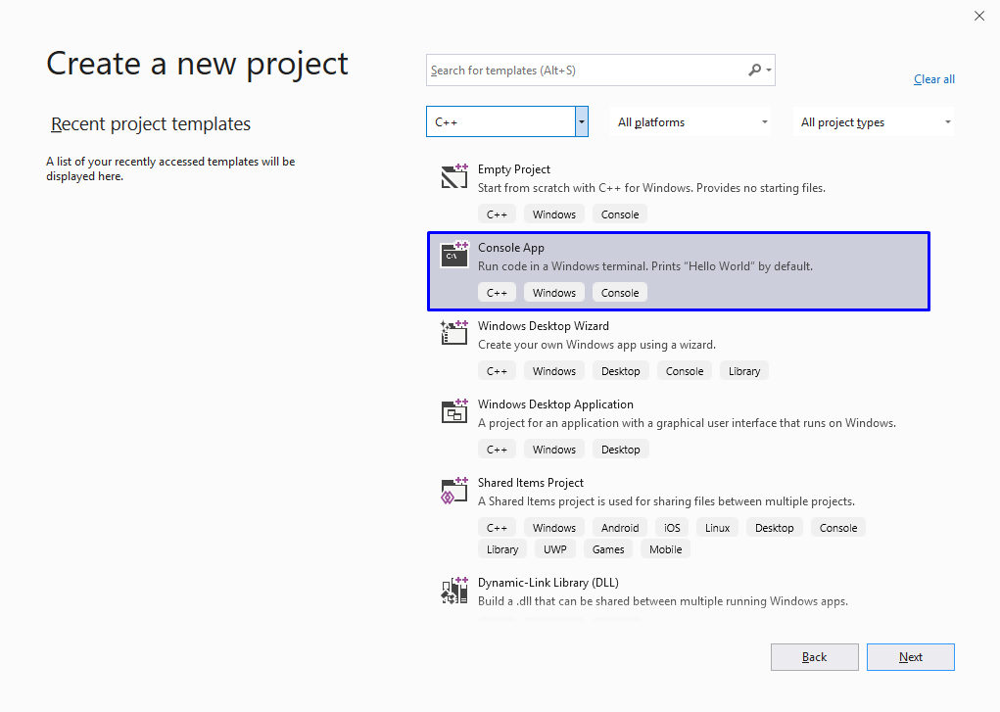 Create a new project
Recent project templates
A list of your recently accessed templates will be
displayed here.
Search for templates (Alt+S)
Clear all
C++
All platforms
All project types
Empty Project
Start from scratch with C++ for Windows. Provides no starting files.
C++ Windows Console
C:\
Console App
Run code in a Windows terminal. Prints “Hello World” by default.
C++ Windows Console
Windows Desktop Wizard
Create your own Windows app using a wizard.
C++ Windows Desktop Console Library
Windows Desktop Application
A project for an application with a graphical user interface that runs on Windows.
C++ Windows Desktop
Shared Items Project
A Shared Items project is used for sharing files between multiple projects.
C++ Windows Android iOS Linux Desktop Console
Library UWP Games Mobile
Dynamic-Link Library (DLL)
Build a .dll that can be shared between multiple running Windows apps.
Back
Next